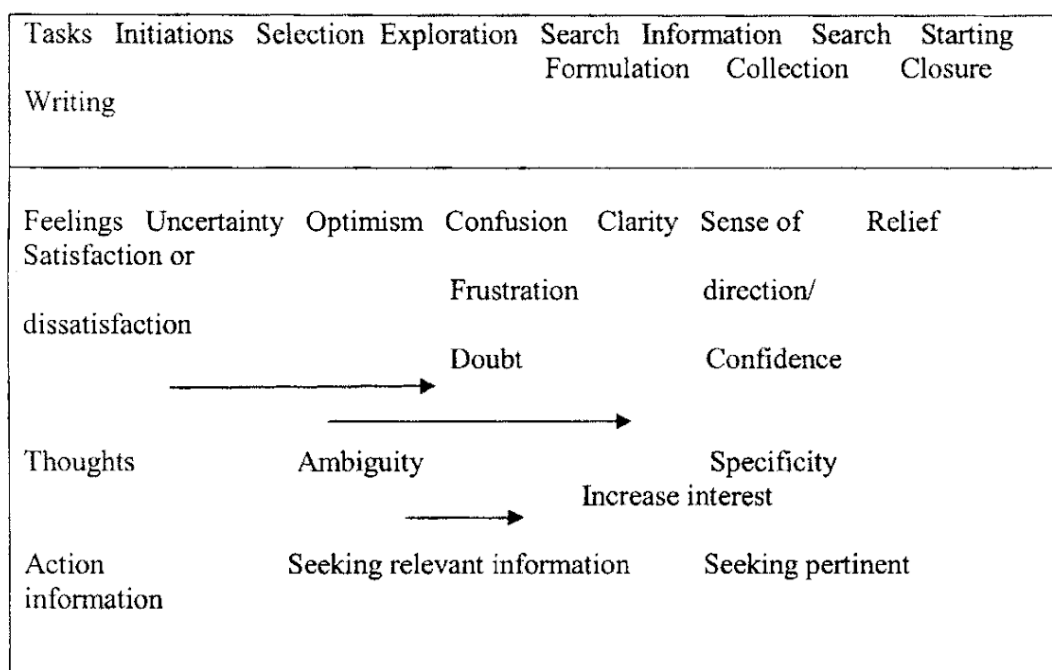 Tasks Initiations Selection Exploration Search Information Search Starting
Formulation Collection Closure
Writing
Feelings Uncertainty Optimism Confusion Clarity Sense of Relief
Satisfaction or
Frustration direction/
dissatisfaction
Doubt Confidence
Thoughts Ambiguity Specificity
Increase interest
Action Seeking relevant information Seeking pertinent
information